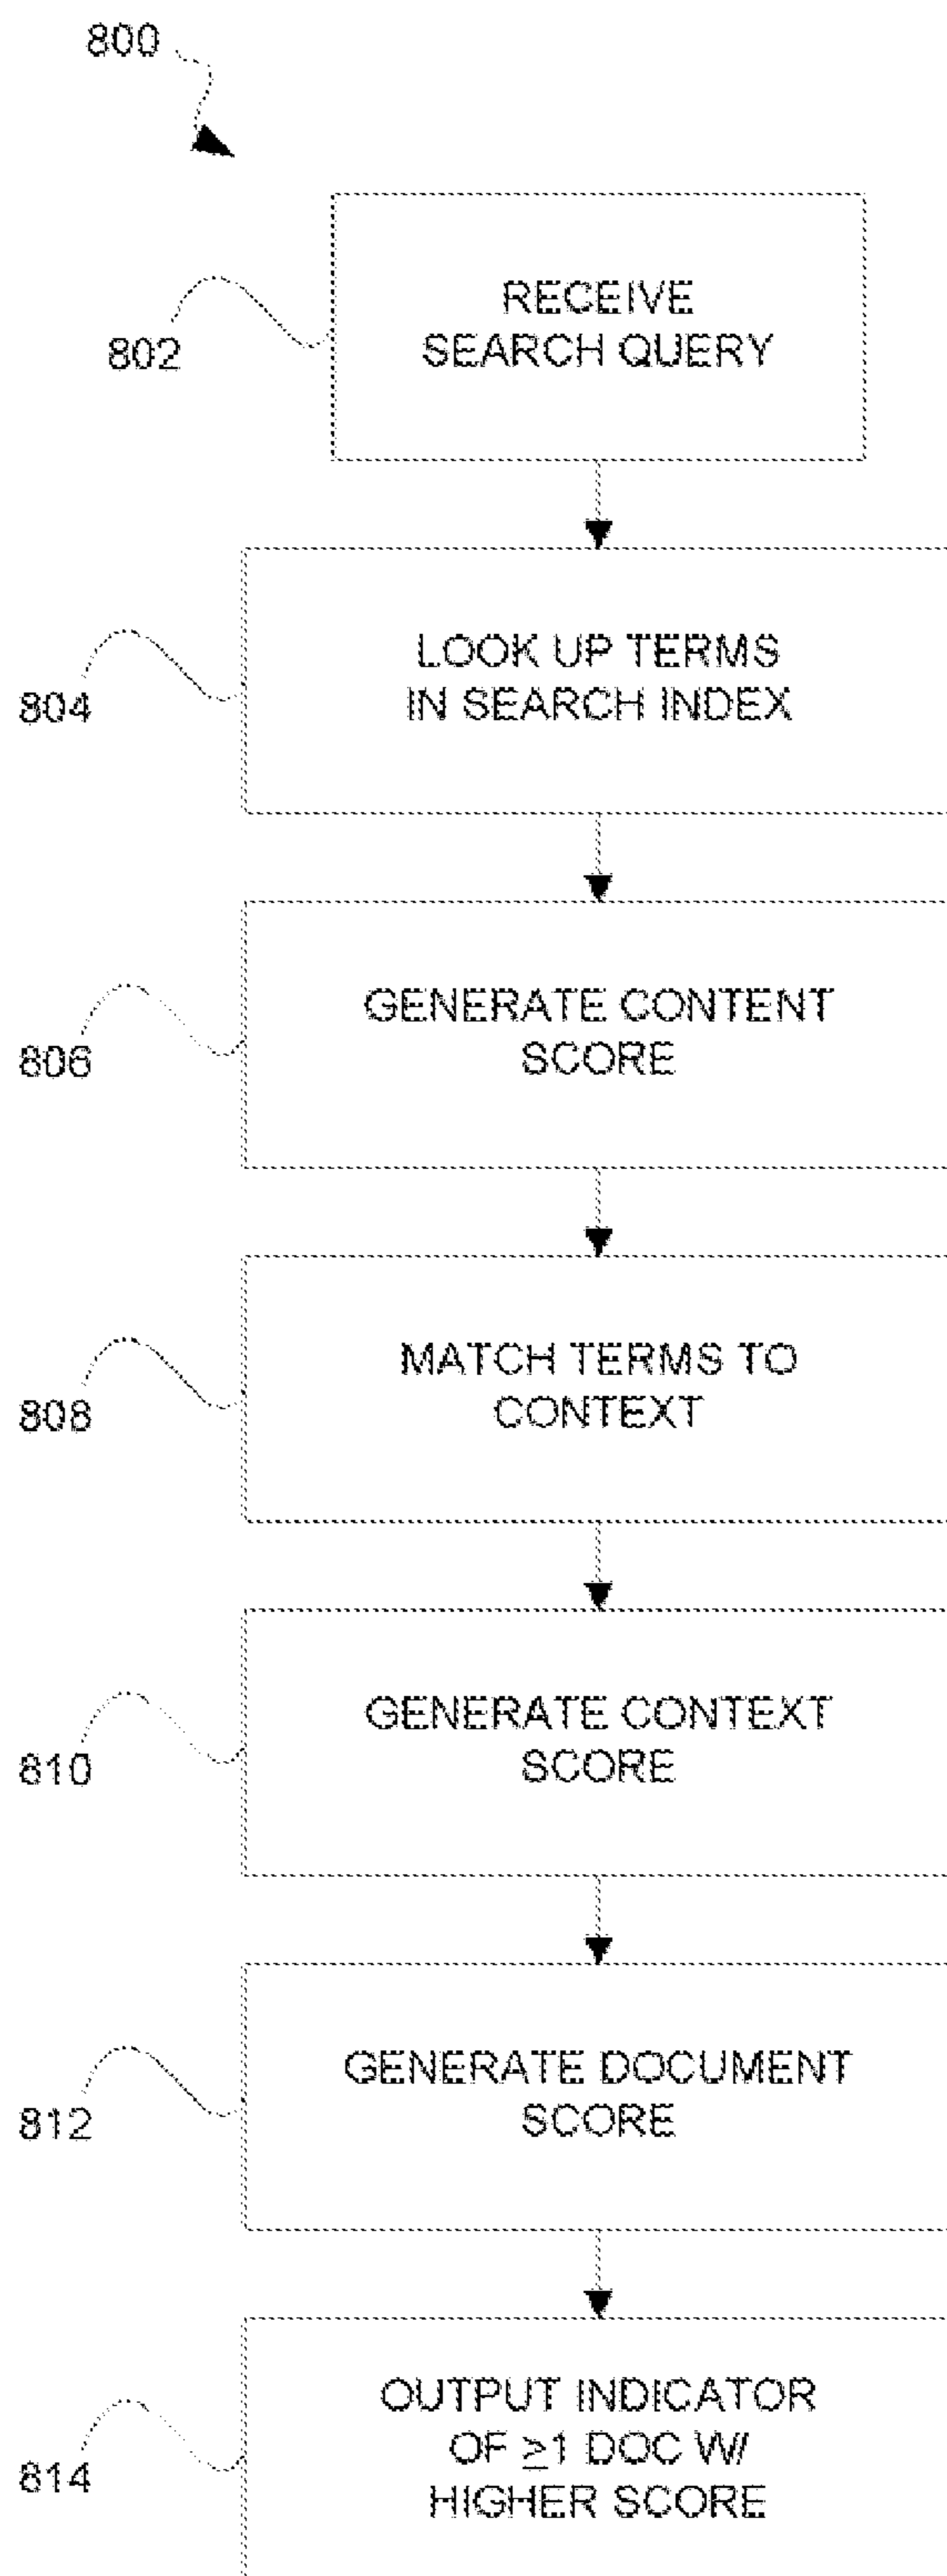 800
802
RECEIVE
SEARCH QUERY
804
LOOK UP TERMS
IN SEARCH INDEX
806
GENERATE CONTENT
SCORE
808
MATCH TERMS TO
CONTEXT
810
GENERATE CONTEXT
SCORE
812
GENERATE DOCUMENT
SCORE
814
OUTPUT INDICATOR
OF ≥1 DOC W/
HIGHER SCORE